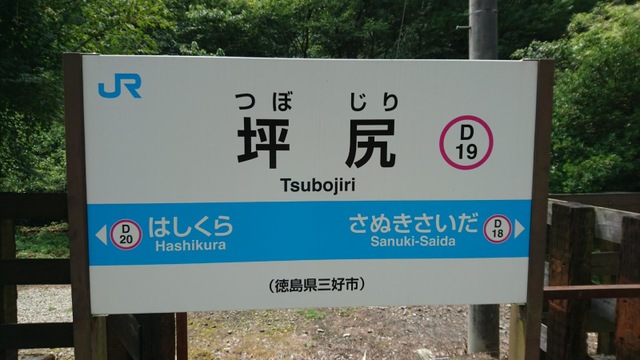 JR
つぼ じり
坪 尻
D
19
Tsubojiri
D
20
はしくら
Hashikura
さぬきさいだ
Sanuki-Saida
D
18
(徳島県三好市)